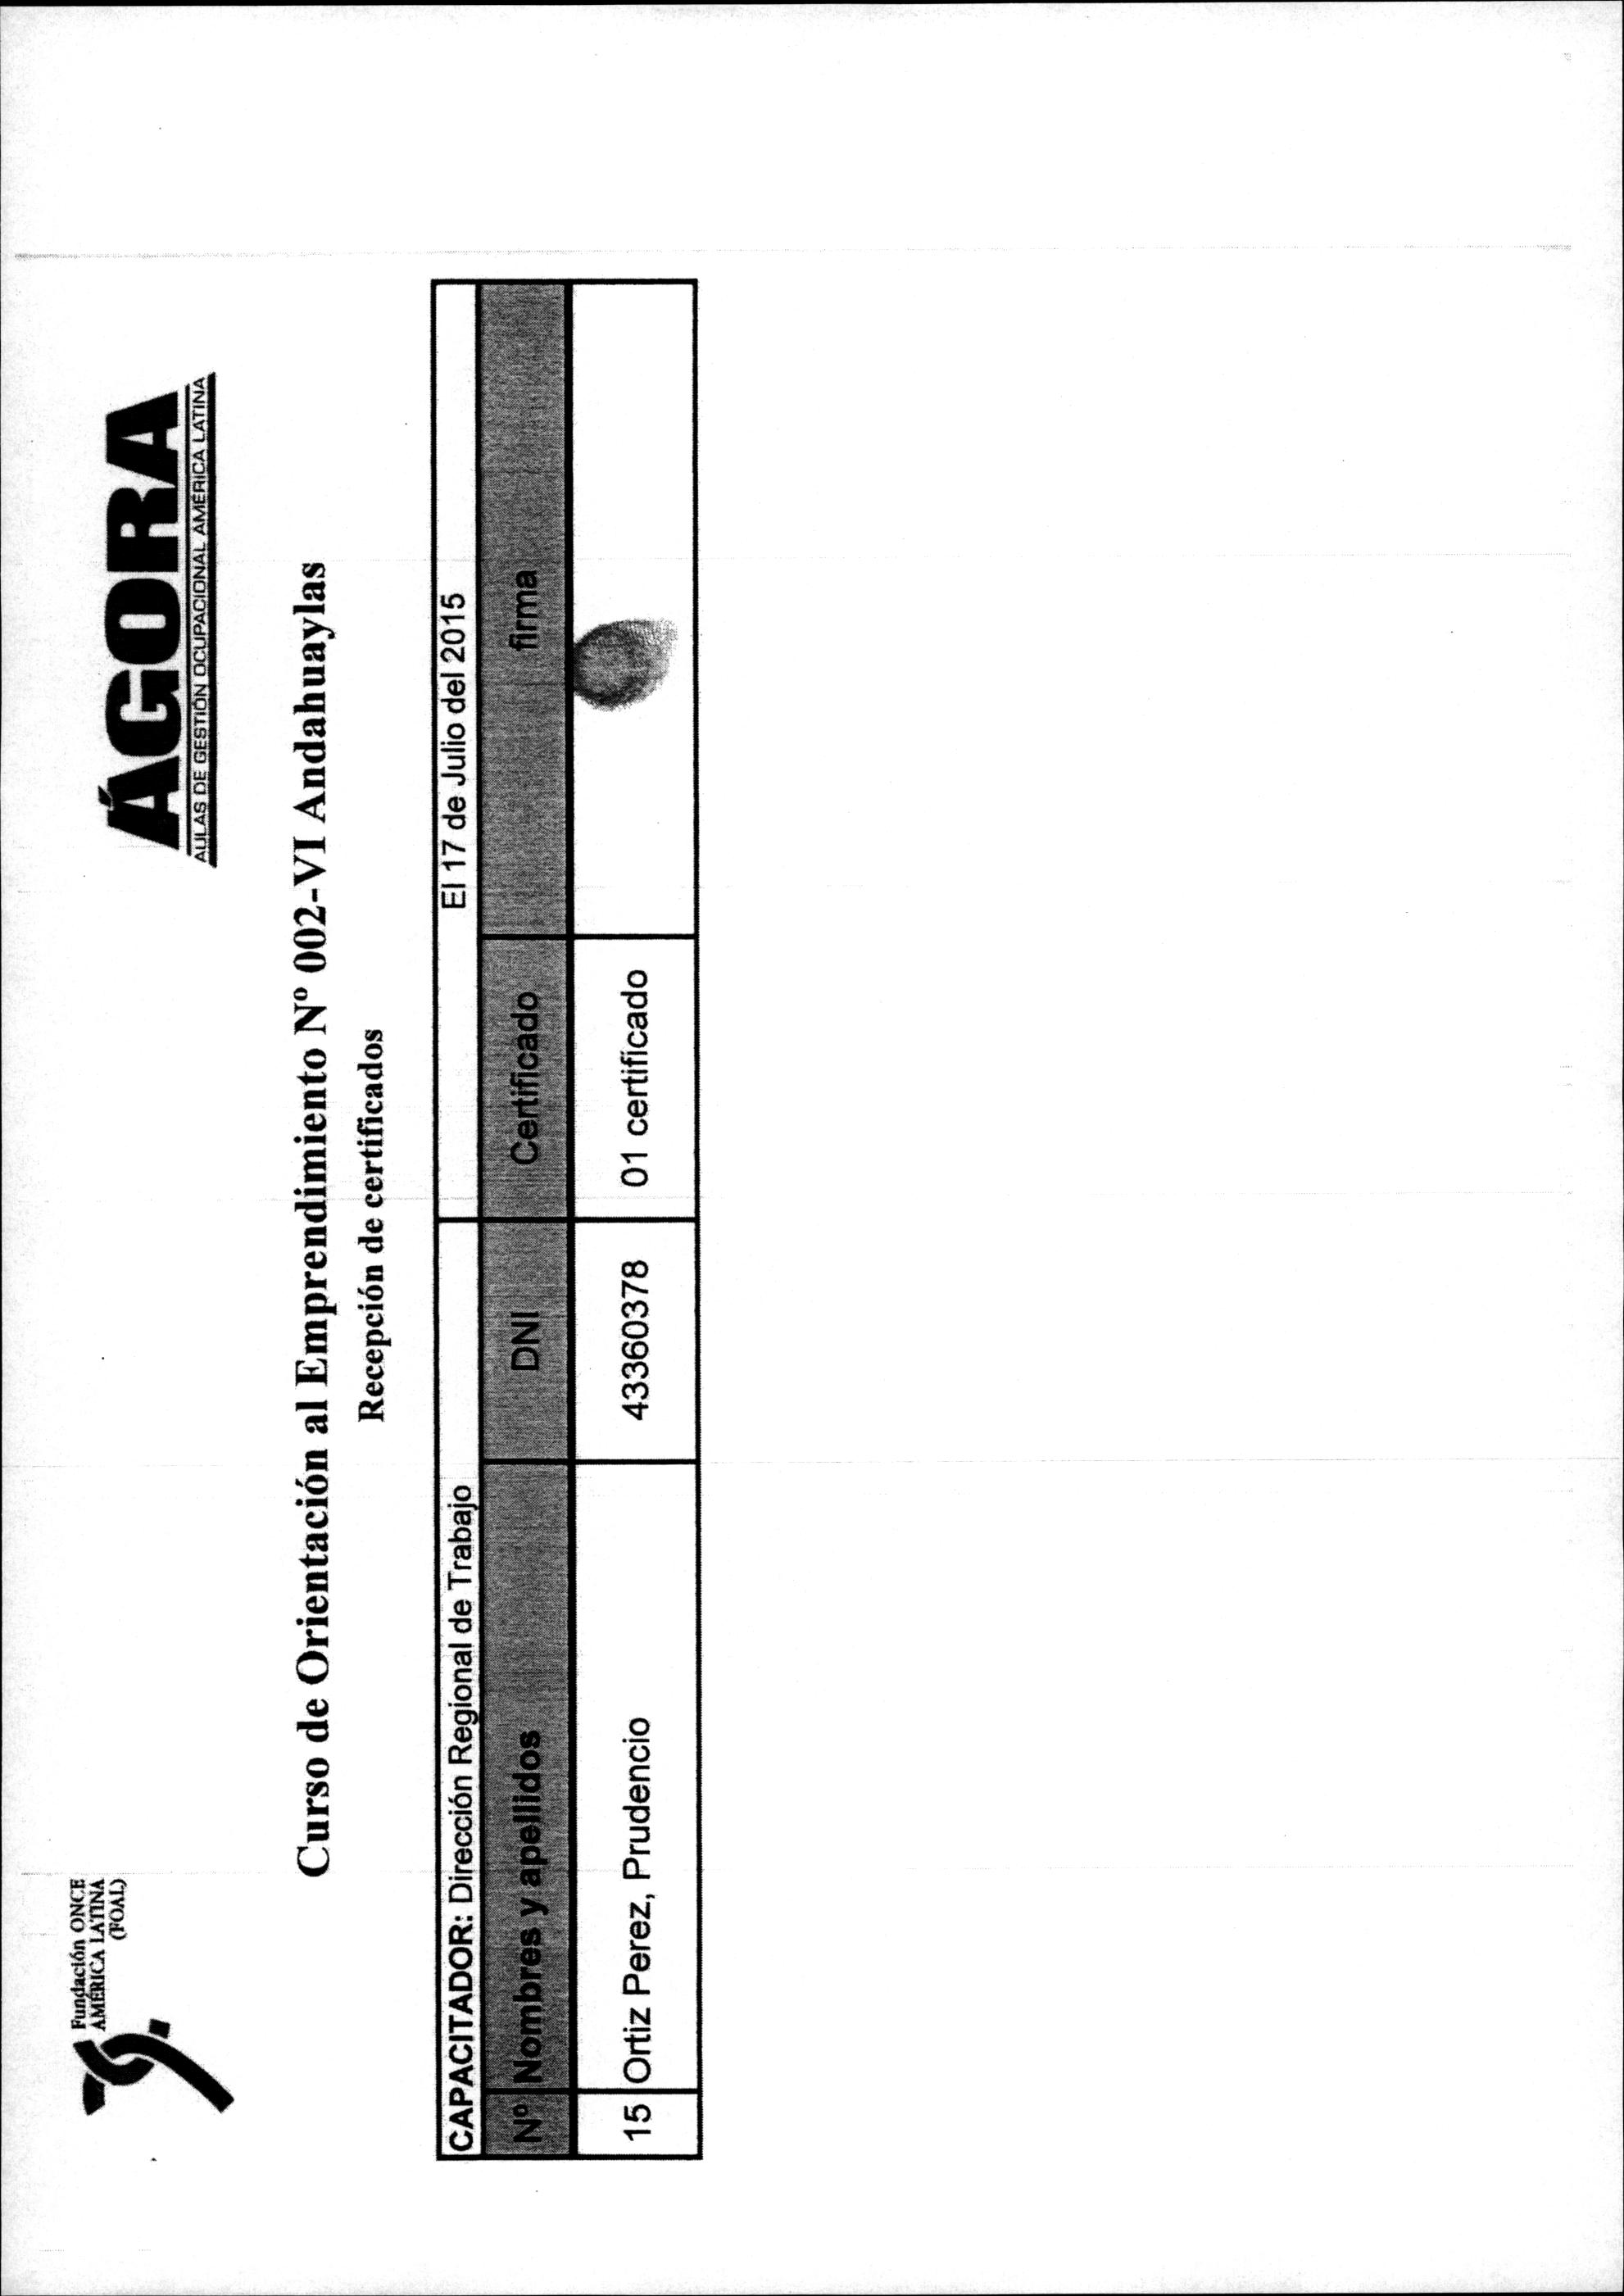 Fundación ONCE
AMÉRICA LATINA
(FOAL)
ÁGORA
AULAS DE GESTIÓN OCUPACIONAL AMÉRICA LATINA
Curso de Orientación al Emprendimiento Nº 002-VI Andahuaylas
Recepción de certificados
CAPACITADOR: Dirección Regional de Trabajo El 17 de Julio del 2015
Nº Nombres y apellidos DNI Certificado firma
15 Ortiz Perez, Prudencio 43360378 01 certificado